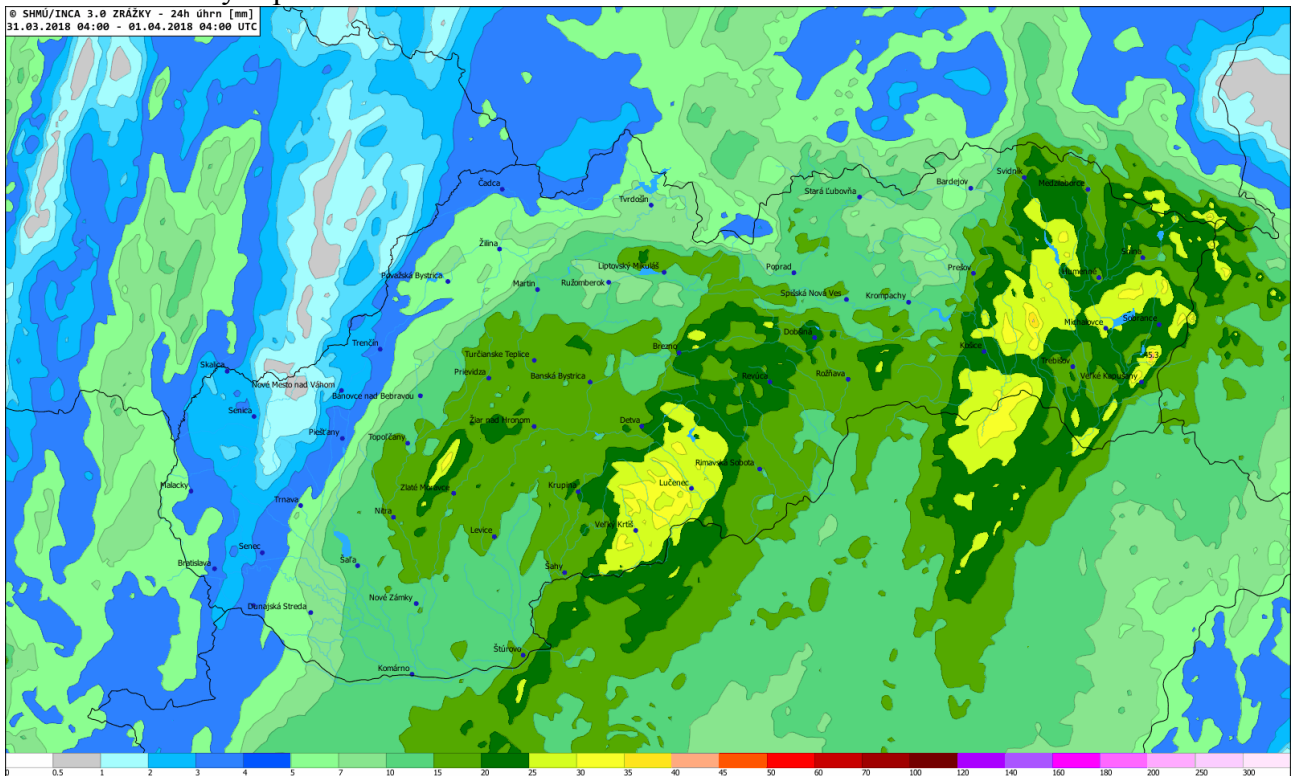 © SHMÚ/INCA 3.0 ZRÁŽKY - 24h úhrn [mm]
31.03.2018 04:00 - 01.04.2018 04:00 UTC
Svidník
Čadca
Bardejov
Medzilaborce
Stará Ľubovňa
Tvrdošín
Žilina
Snina
Liptovský Mikuláš
Poprad
Prešov
Považská Bystrica
Humenné
Martin
Ružomberok
Spišská Nová Ves
Krompachy
Michalovce
Sobrance
Dobšiná
Trenčín
Turčianske Teplice
Brezno
Košice
45.3
Skalica
Trebišov
Prievidza
Banská Bystrica
Revúca
Rožňava
Veľké Kapušany
Nové Mesto nad Váhom
Bánovce nad Bebravou
Senica
Žiar nad Hronom
Detva
Piešťany
Topoľčany
Rimavská Sobota
Malacky
Zlaté Moravce
Krupina
Lučenec
Trnava
Nitra
Veľký Krtíš
Levice
Senec
Bratislava
Šaľa
Šahy
Dunajská Streda
Nové Zámky
Štúrovo
Komárno
0 0.5 1 2 3 4 5 7 10 15 20 25 30 35 40 45 50 60 70 100 120 140 160 180 200 250 300